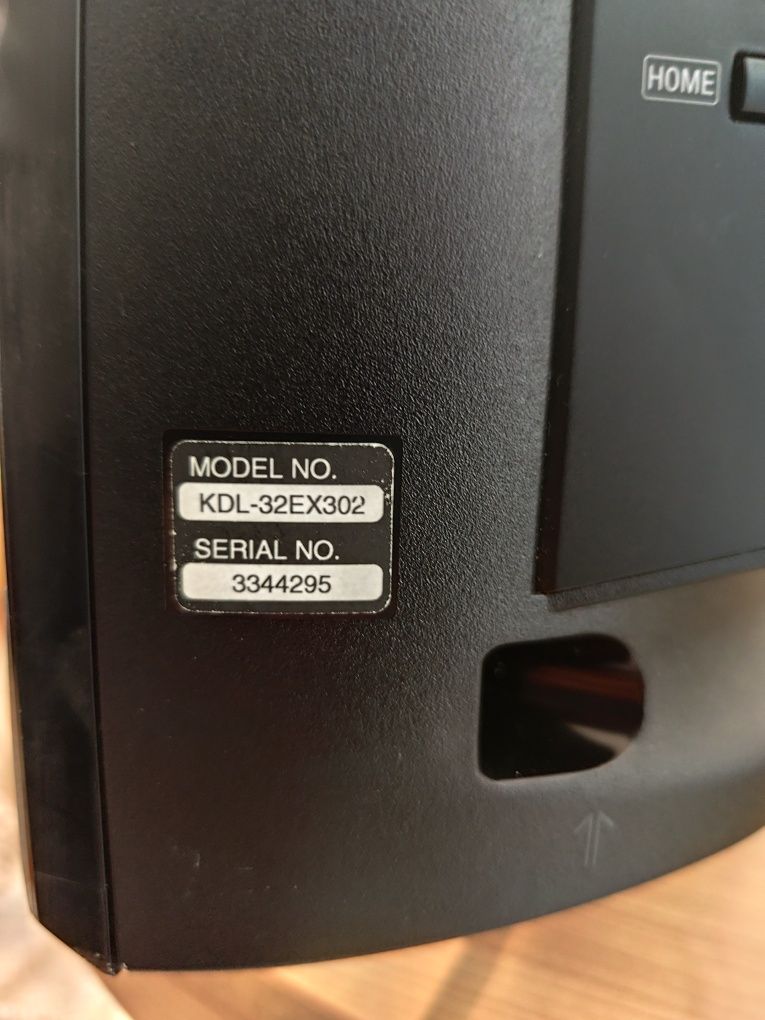 HOME
MODEL NO.
KDL-32EX302
SERIAL NO.
3344295